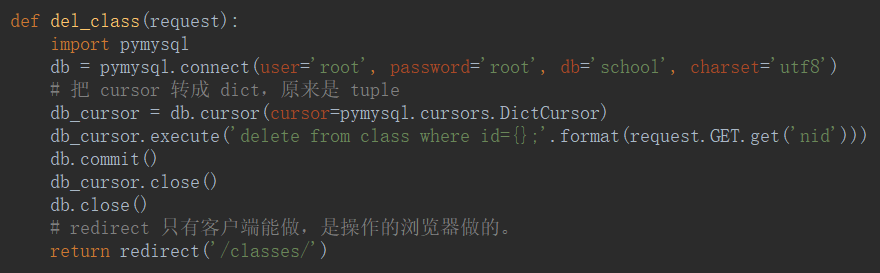 def del_class(request):
    import pymysql
    db = pymysql.connect(user='root', password='root', db='school', charset='utf8')
    # 把 cursor 转成 dict，原来是 tuple
    db_cursor = db.cursor(cursor=pymysql.cursors.DictCursor)
    db_cursor.execute('delete from class where id={};'.format(request.GET.get('nid')))
    db.commit()
    db_cursor.close()
    db.close()
    # redirect 只有客户端能做，是操作的浏览器做的。
    return redirect('/classes/')